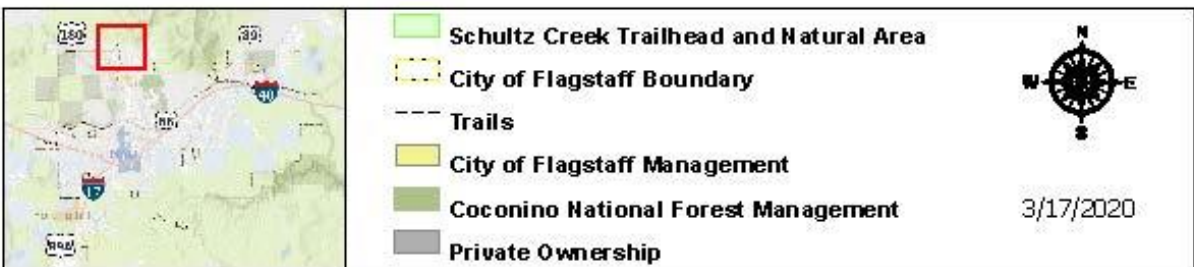 180
89
40
66
17
89A
Schultz Creek Trailhead and Natural Area
City of Flagstaff Boundary
Trails
City of Flagstaff Management
Coconino National Forest Management
Private Ownership
N
W
E
S
3/17/2020